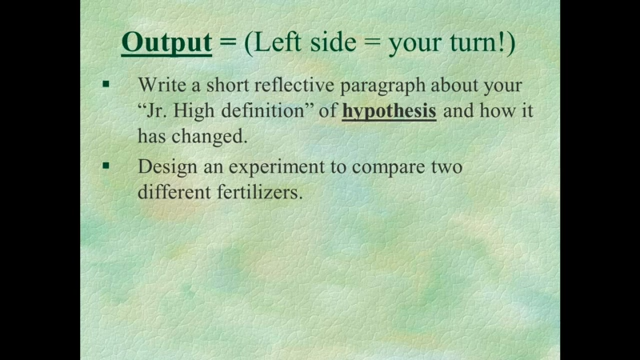 Output = (Left side = your turn!)
▪ Write a short reflective paragraph about your
“Jr. High definition” of hypothesis and how it
has changed.
▪ Design an experiment to compare two
different fertilizers.